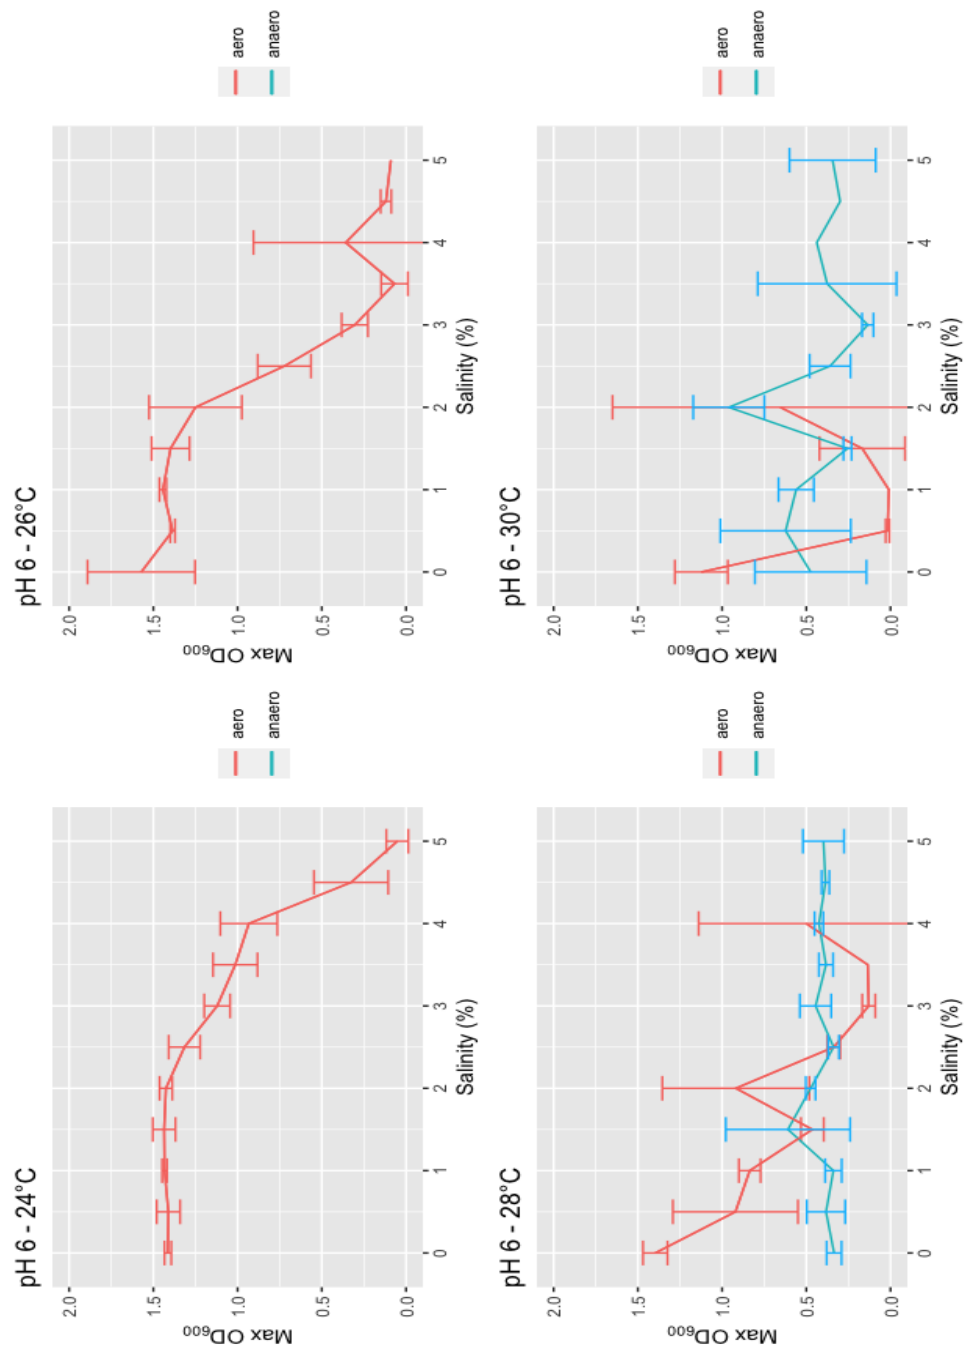 pH 6 - 24°C
Max OD600
2.0
1.5
1.0
0.5
0.0
0 1 2 3 4 5
Salinity (%)
aero
anaero
pH 6 - 26°C
Max OD600
2.0
1.5
1.0
0.5
0.0
0 1 2 3 4 5
Salinity (%)
aero
anaero
pH 6 - 28°C
Max OD600
2.0
1.5
1.0
0.5
0.0
0 1 2 3 4 5
Salinity (%)
aero
anaero
pH 6 - 30°C
Max OD600
2.0
1.5
1.0
0.5
0.0
0 1 2 3 4 5
Salinity (%)
aero
anaero